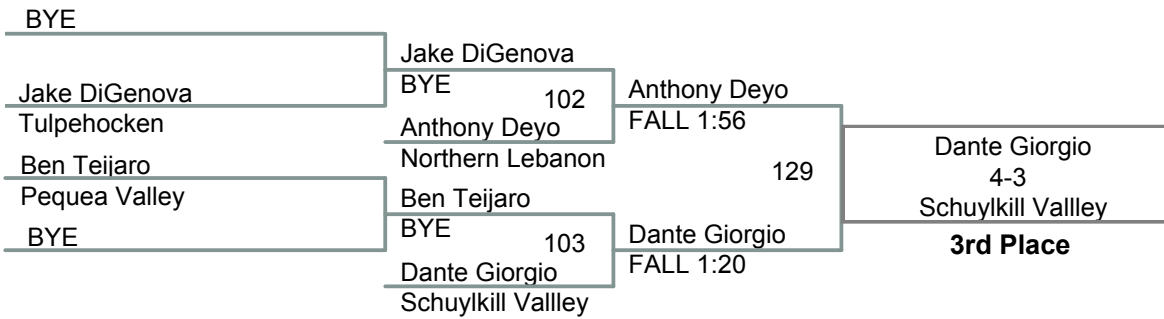 BYE
Jake DiGenova
Tulpehocken
Ben Teijaro
Pequea Valley
BYE
Jake DiGenova
BYE
102
Anthony Deyo
Northern Lebanon
Ben Teijaro
BYE
103
Dante Giorgio
Schuylkill Vallley
Anthony Deyo
FALL 1:56
129
Dante Giorgio
FALL 1:20
Dante Giorgio
4-3
Schuylkill Vallley
3rd Place